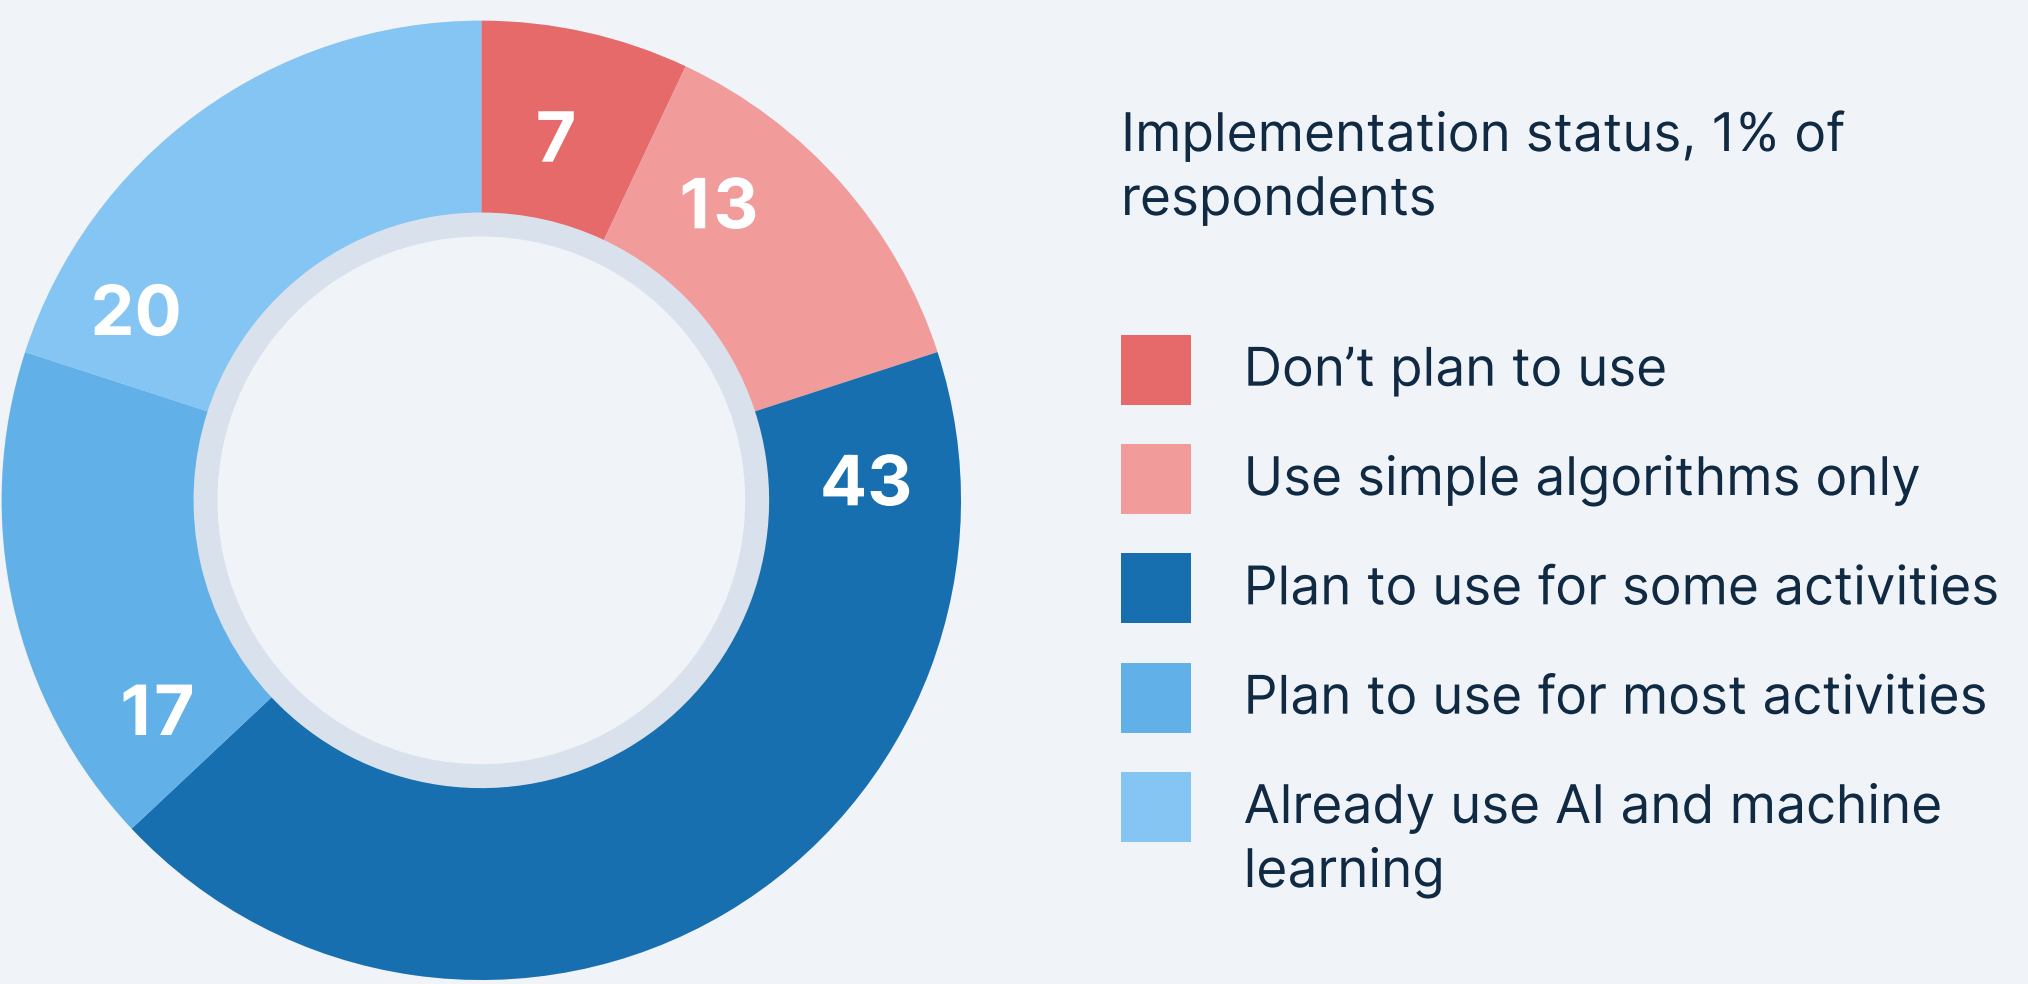 7
13
20
43
17
Implementation status, 1% of
respondents
Don’t plan to use
Use simple algorithms only
Plan to use for some activities
Plan to use for most activities
Already use AI and machine
learning